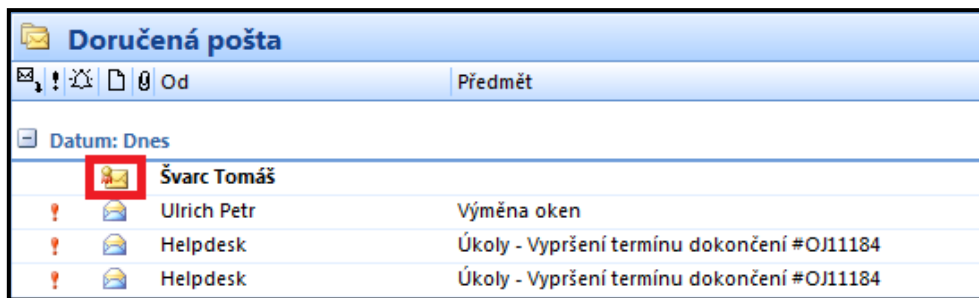 Doručená pošta
Od Předmět
Datum: Dnes
Švarc Tomáš
Ulrich Petr Výměna oken
Helpdesk Úkoly - Vypršení termínu dokončení #OJ11184
Helpdesk Úkoly - Vypršení termínu dokončení #OJ11184